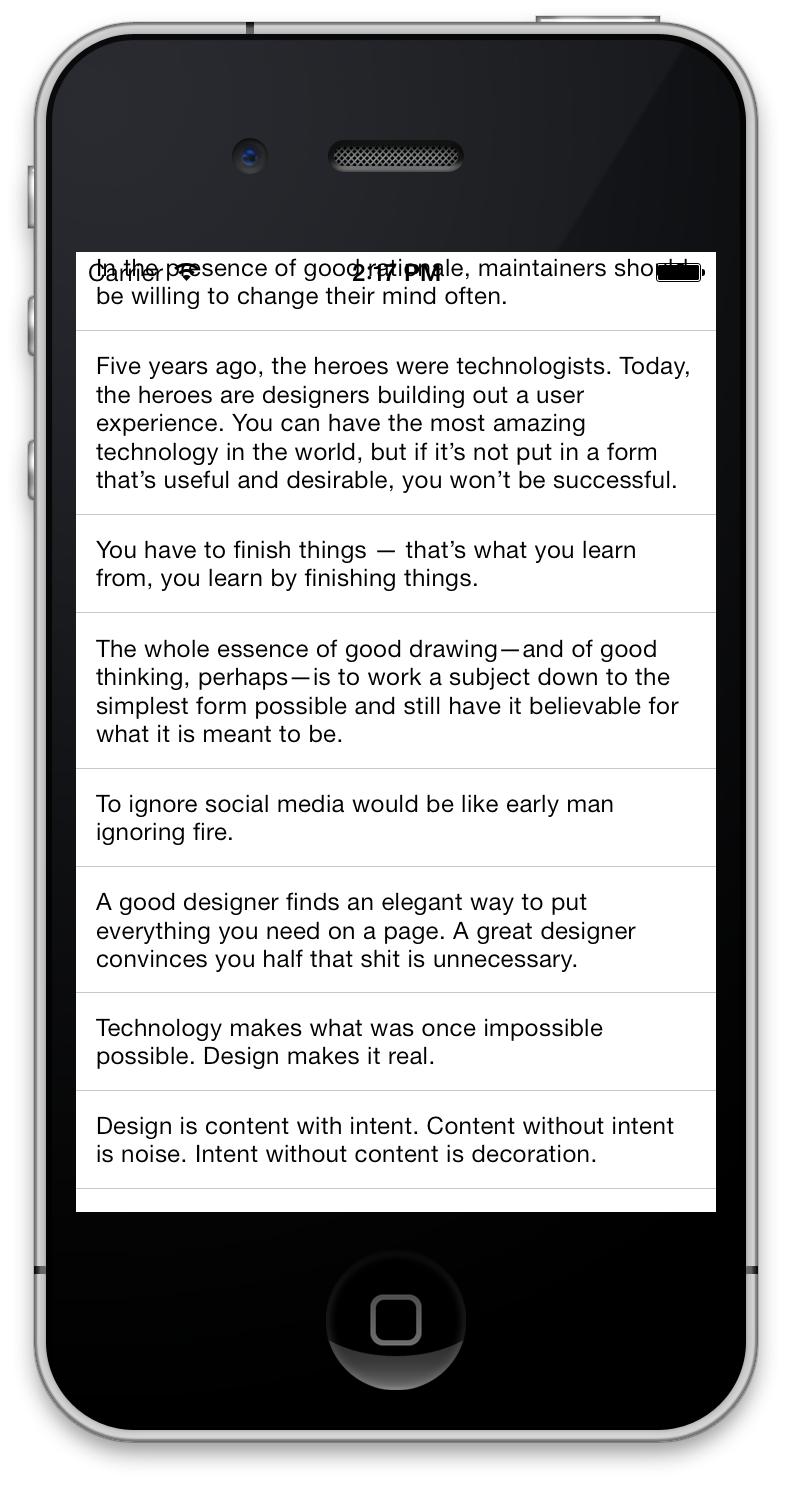 Carrier 2:17 PM
In the presence of good rationale, maintainers should
be willing to change their mind often.
Five years ago, the heroes were technologists. Today,
the heroes are designers building out a user
experience. You can have the most amazing
technology in the world, but if it’s not put in a form
that’s useful and desirable, you won’t be successful.
You have to finish things — that’s what you learn
from, you learn by finishing things.
The whole essence of good drawing—and of good
thinking, perhaps—is to work a subject down to the
simplest form possible and still have it believable for
what it is meant to be.
To ignore social media would be like early man
ignoring fire.
A good designer finds an elegant way to put
everything you need on a page. A great designer
convinces you half that shit is unnecessary.
Technology makes what was once impossible
possible. Design makes it real.
Design is content with intent. Content without intent
is noise. Intent without content is decoration.